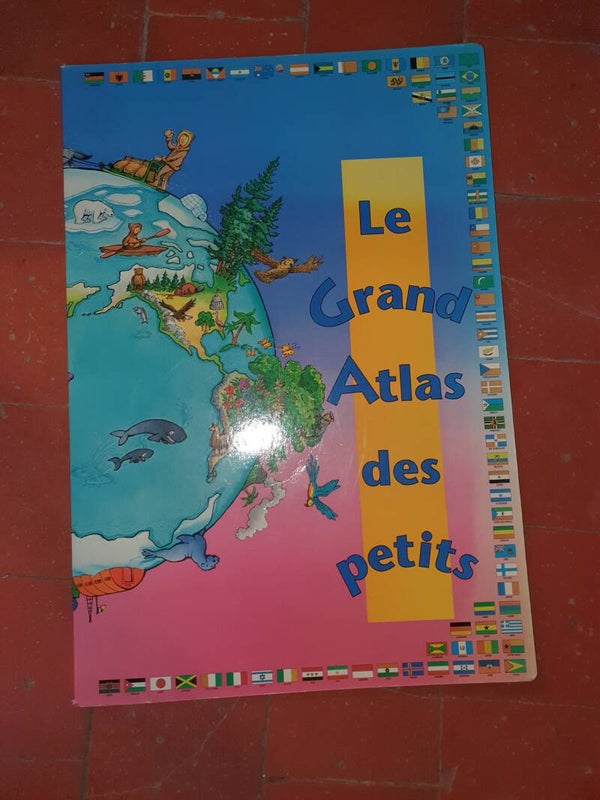 Le
Grand
Atlas
des
petits